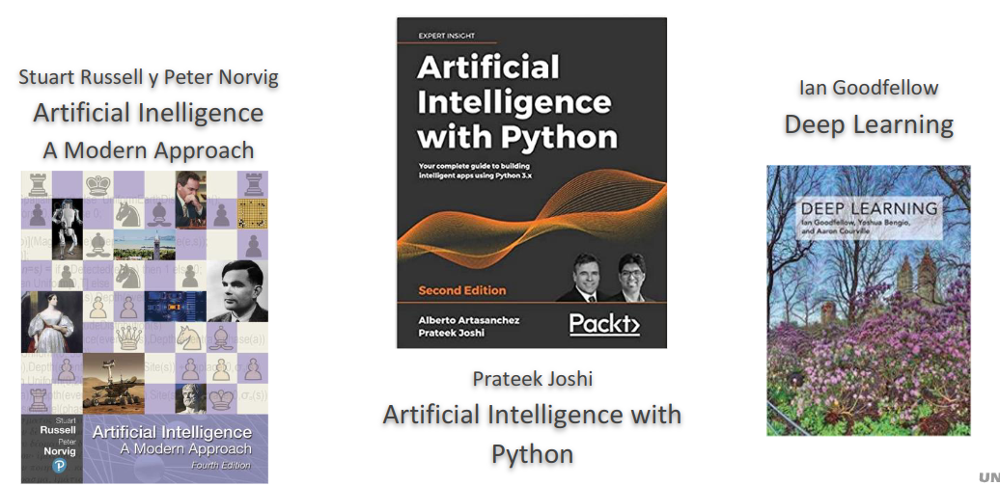 Stuart Russell y Peter Norvig
Artificial Inelligence
A Modern Approach
Stuart
Russell
Peter
Norvig
Artificial Intelligence
A Modern Approach
Fourth Edition
EXPERT INSIGHT
Artificial
Intelligence
with Python
Your complete guide to building
intelligent apps using Python 3.x
Second Edition
Alberto Artasanchez
Prateek Joshi
Packt>
Prateek Joshi
Artificial Intelligence with
Python
Ian Goodfellow
Deep Learning
DEEP LEARNING
Ian Goodfellow, Yoshua Bengio,
and Aaron Courville